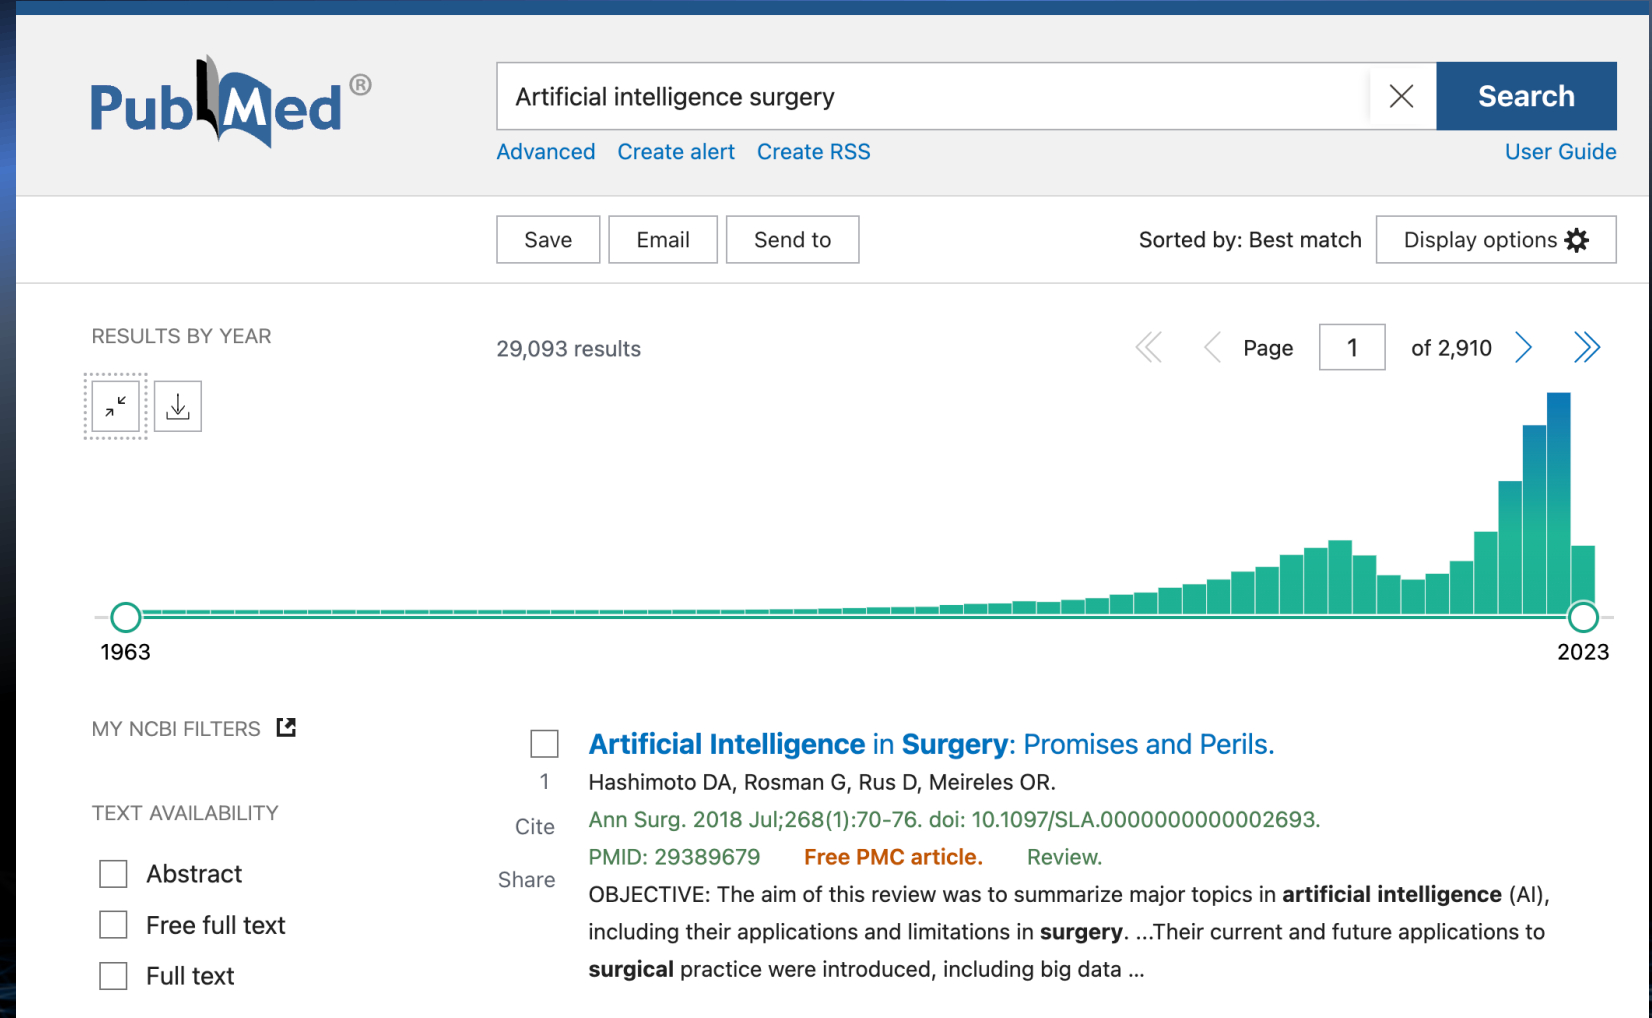 PubMed®
Artificial intelligence surgery
Search
Advanced Create alert Create RSS
User Guide
Save Email Send to
Sorted by: Best match Display options
RESULTS BY YEAR
29,093 results
Page 1 of 2,910
1963
2023
MY NCBI FILTERS
TEXT AVAILABILITY
Abstract
Free full text
Full text
1
Cite
Share
Artificial Intelligence in Surgery: Promises and Perils.
Hashimoto DA, Rosman G, Rus D, Meireles OR.
Ann Surg. 2018 Jul;268(1):70-76. doi: 10.1097/SLA.0000000000002693.
PMID: 29389679 Free PMC article. Review.
OBJECTIVE: The aim of this review was to summarize major topics in artificial intelligence (AI),
including their applications and limitations in surgery. ...Their current and future applications to
surgical practice were introduced, including big data ...